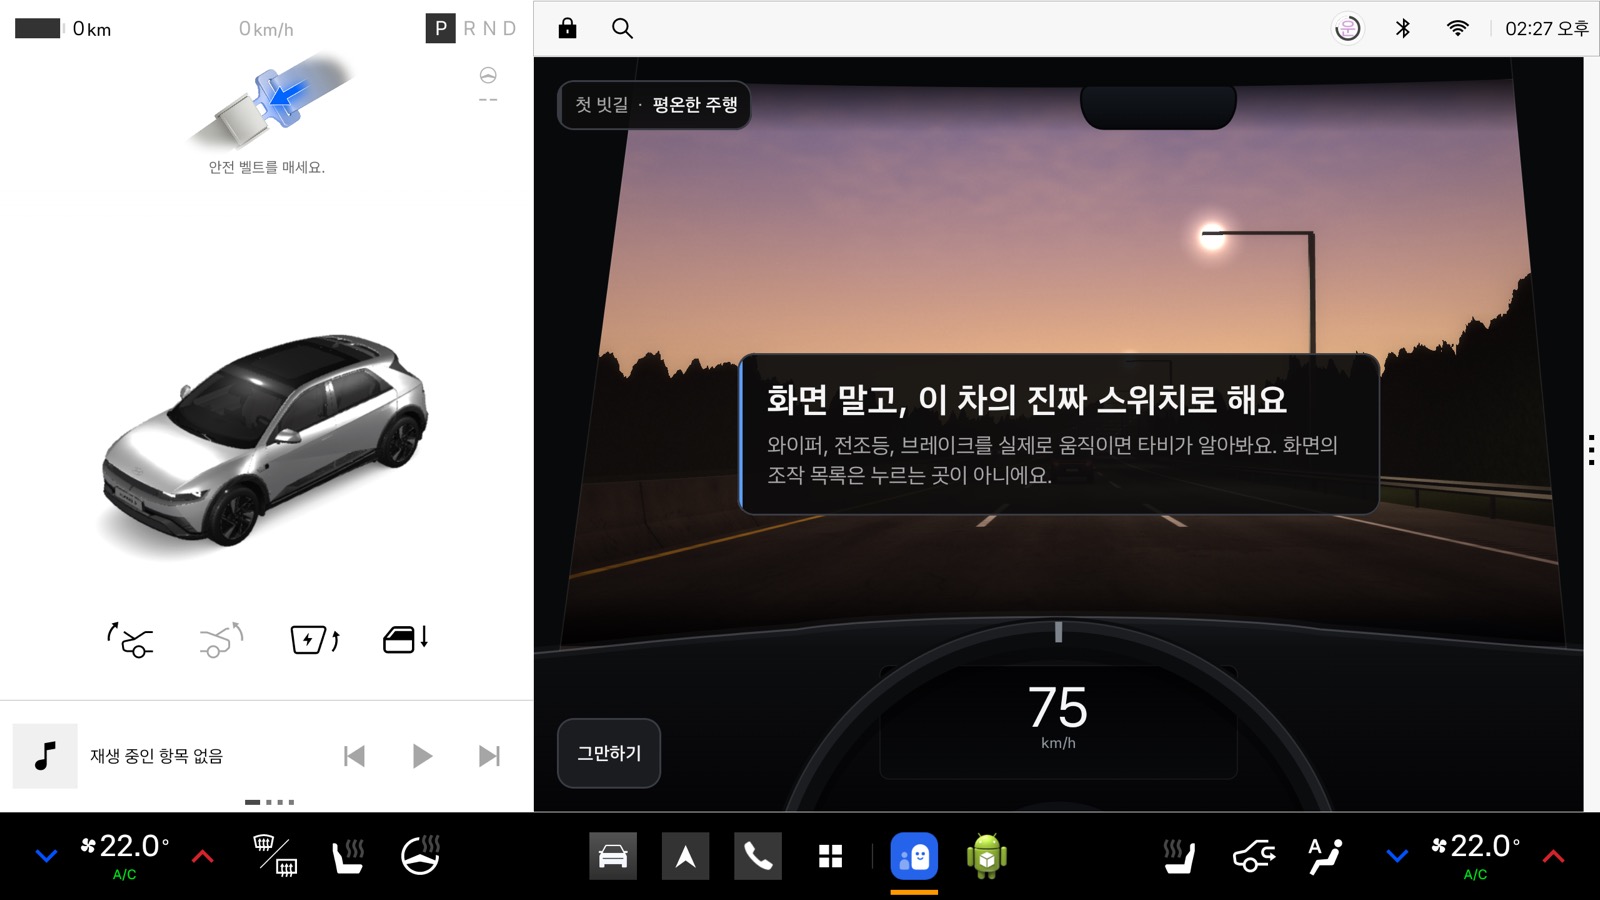 0 km
0 km/h
P R N D
안전 벨트를 매세요.
재생 중인 항목 없음
운
02:27 오후
첫 빗길 · 평온한 주행
화면 말고, 이 차의 진짜 스위치로 해요
와이퍼, 전조등, 브레이크를 실제로 움직이면 타비가 알아봐요. 화면의
조작 목록은 누르는 곳이 아니에요.
75
km/h
그만하기
22.0°
A/C
A
22.0°
A/C